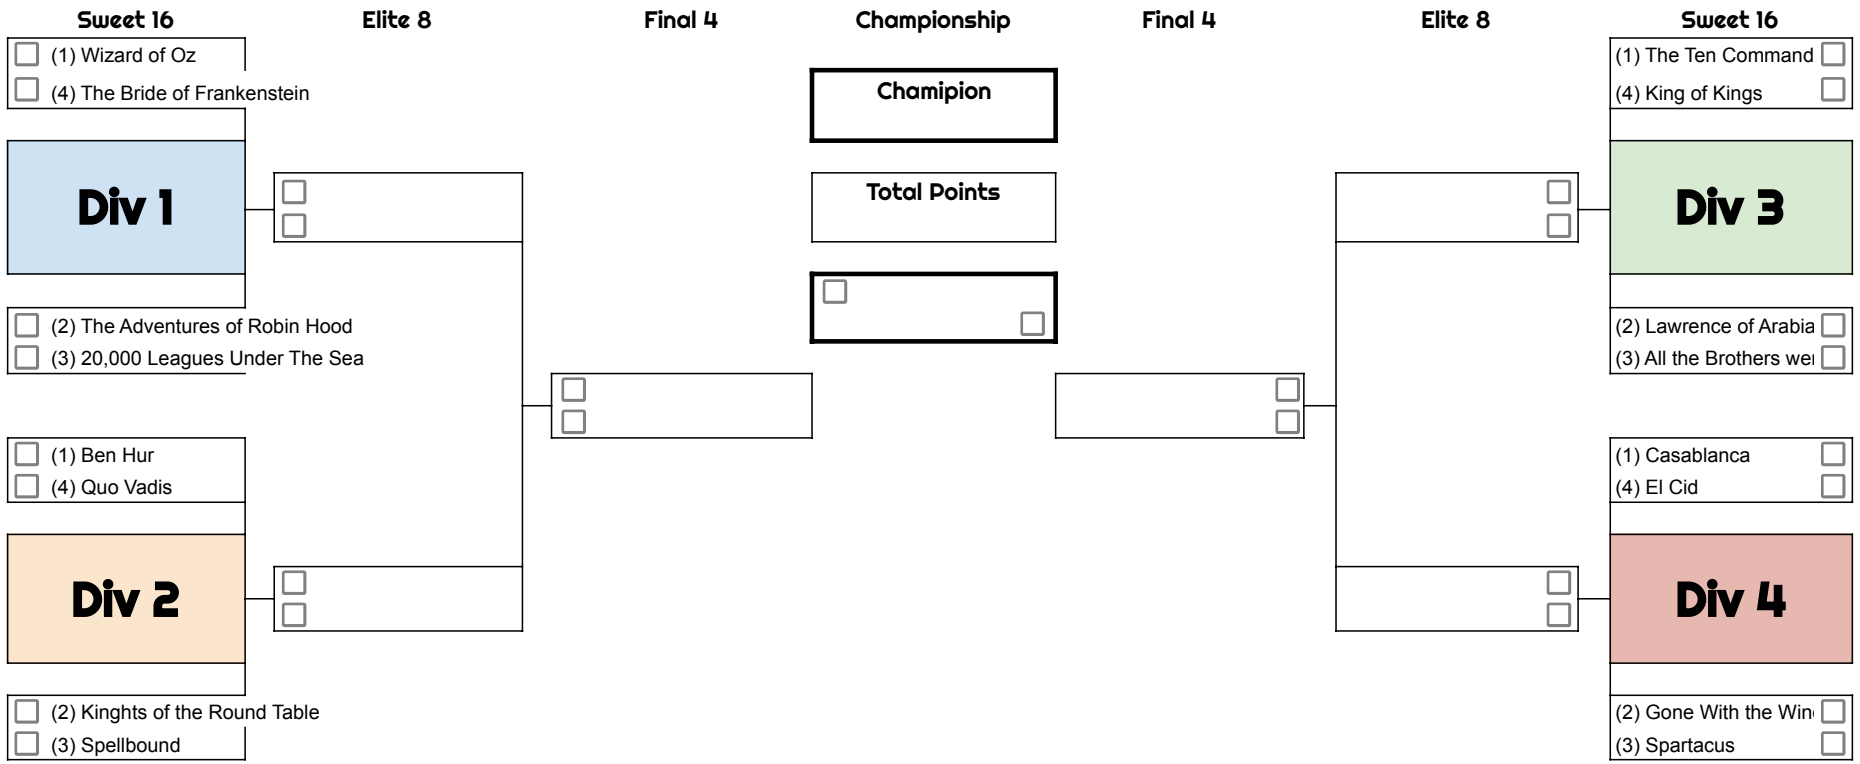 Sweet 16
Elite 8
Final 4
Championship
Final 4
Elite 8
Sweet 16
(1) Wizard of Oz
(4) The Bride of Frankenstein
Div 1
(2) The Adventures of Robin Hood
(3) 20,000 Leagues Under The Sea
(1) Ben Hur
(4) Quo Vadis
Div 2
(2) Kinghts of the Round Table
(3) Spellbound
Chamipion
Total Points
(1) The Ten Command
(4) King of Kings
Div 3
(2) Lawrence of Arabia
(3) All the Brothers wer
(1) Casablanca
(4) El Cid
Div 4
(2) Gone With the Win
(3) Spartacus